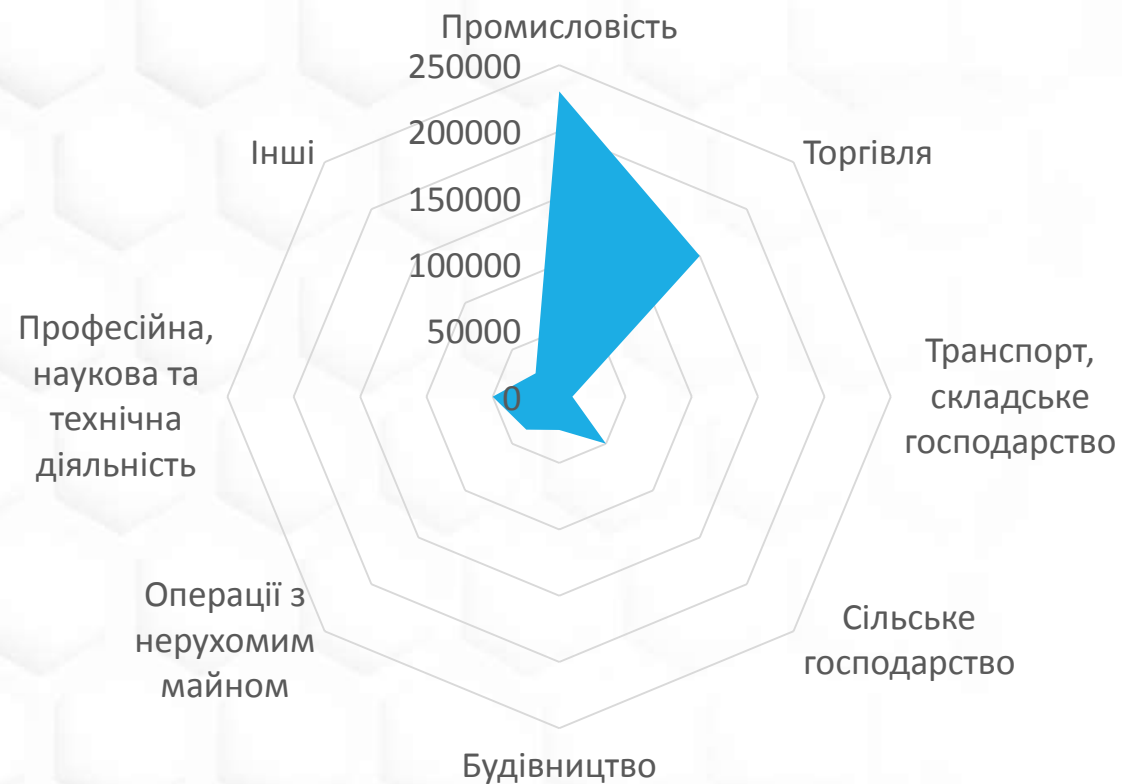 Промисловість
250000
200000
150000
100000
50000
0
Торгівля
Транспорт,
складське
господарство
Сільське
господарство
Будівництво
Операції з
нерухомим
майном
Професійна,
наукова та
технічна
діяльність
Інші